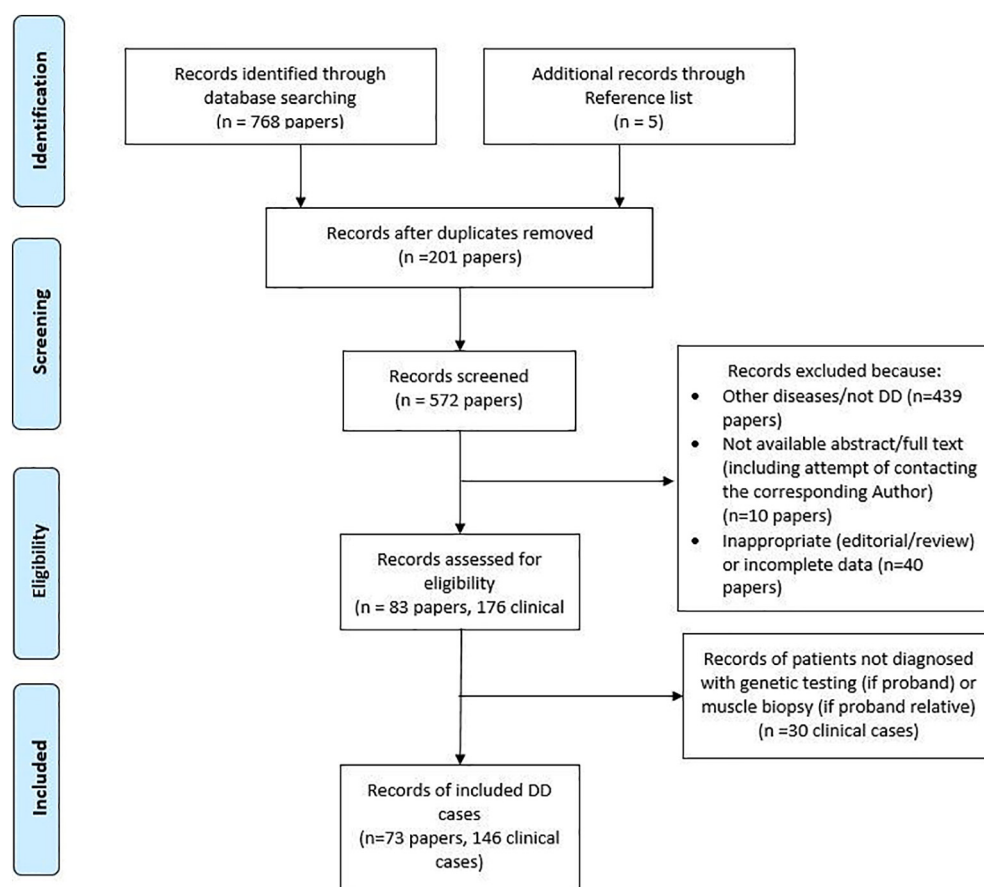 Identification
Records identified through
database searching
(n = 768 papers)
Additional records through
Reference list
(n = 5)
Records after duplicates removed
(n =201 papers)
Screening
Records screened
(n = 572 papers)
Records excluded because:
• Other diseases/not DD (n=439
papers)
• Not available abstract/full text
(including attempt of contacting
the corresponding Author)
(n=10 papers)
• Inappropriate (editorial/review)
or incomplete data (n=40
papers)
Eligibility
Records assessed for
eligibility
(n = 83 papers, 176 clinical
Records of patients not diagnosed
with genetic testing (if proband) or
muscle biopsy (if proband relative)
(n =30 clinical cases)
Included
Records of included DD
cases
(n=73 papers, 146 clinical
cases)